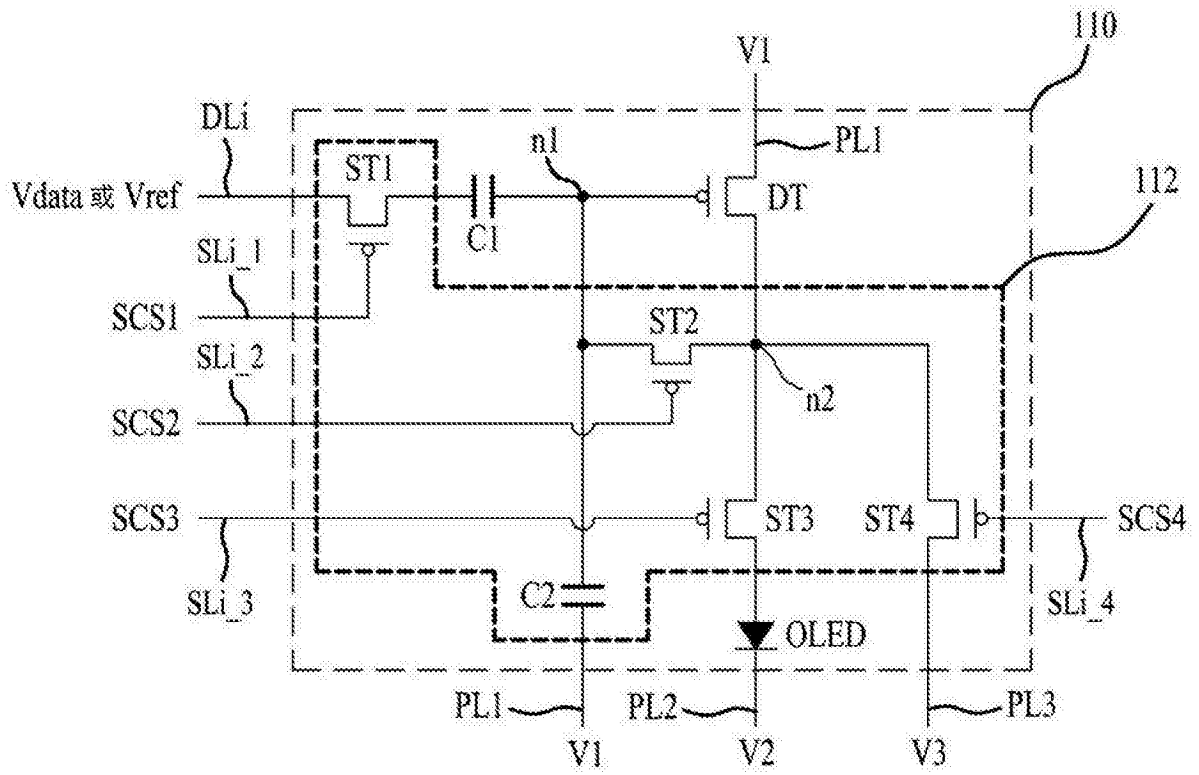 110
V1
DLi
PL1
n1
ST1
112
Vdata 或 Vref
DT
C1
SLi_1
SCS1
ST2
SLi_2
n2
SCS2
SCS3
ST3
ST4
SCS4
SLi_3
C2
SLi_4
OLED
PL1
PL2
PL3
V1
V2
V3